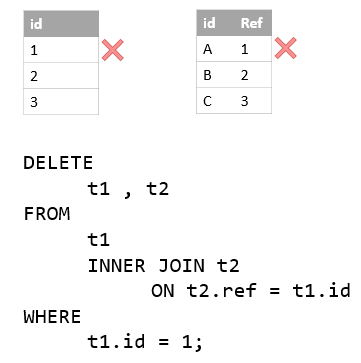 id
1
2
3
id Ref
A 1
B 2
C 3
DELETE
t1 , t2
FROM
t1
INNER JOIN t2
ON t2.ref = t1.id
WHERE
t1.id = 1;